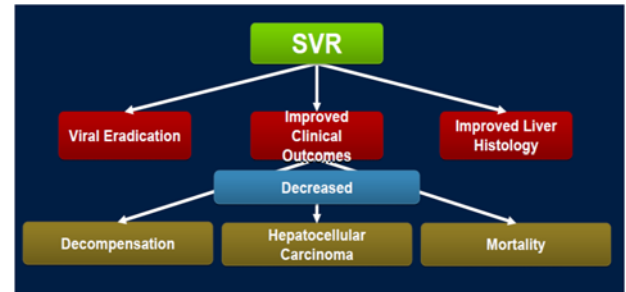 SVR
Viral Eradication
Improved
Clinical
Outcomes
Improved Liver
Histology
Decreased
Decompensation
Hepatocellular
Carcinoma
Mortality